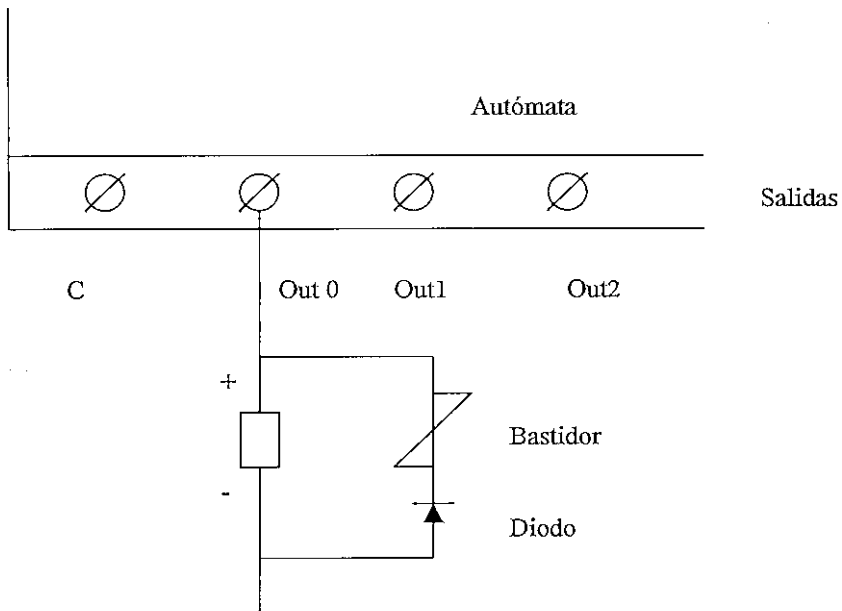 Autómata
Salidas
C
Out 0
Out1
Out2
+
Bastidor
-
Diodo